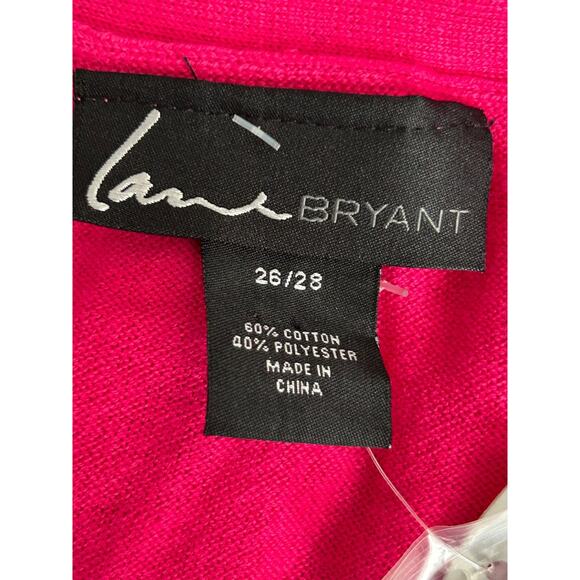 Lane BRYANT
26/28
60% COTTON
40% POLYESTER
MADE IN
CHINA